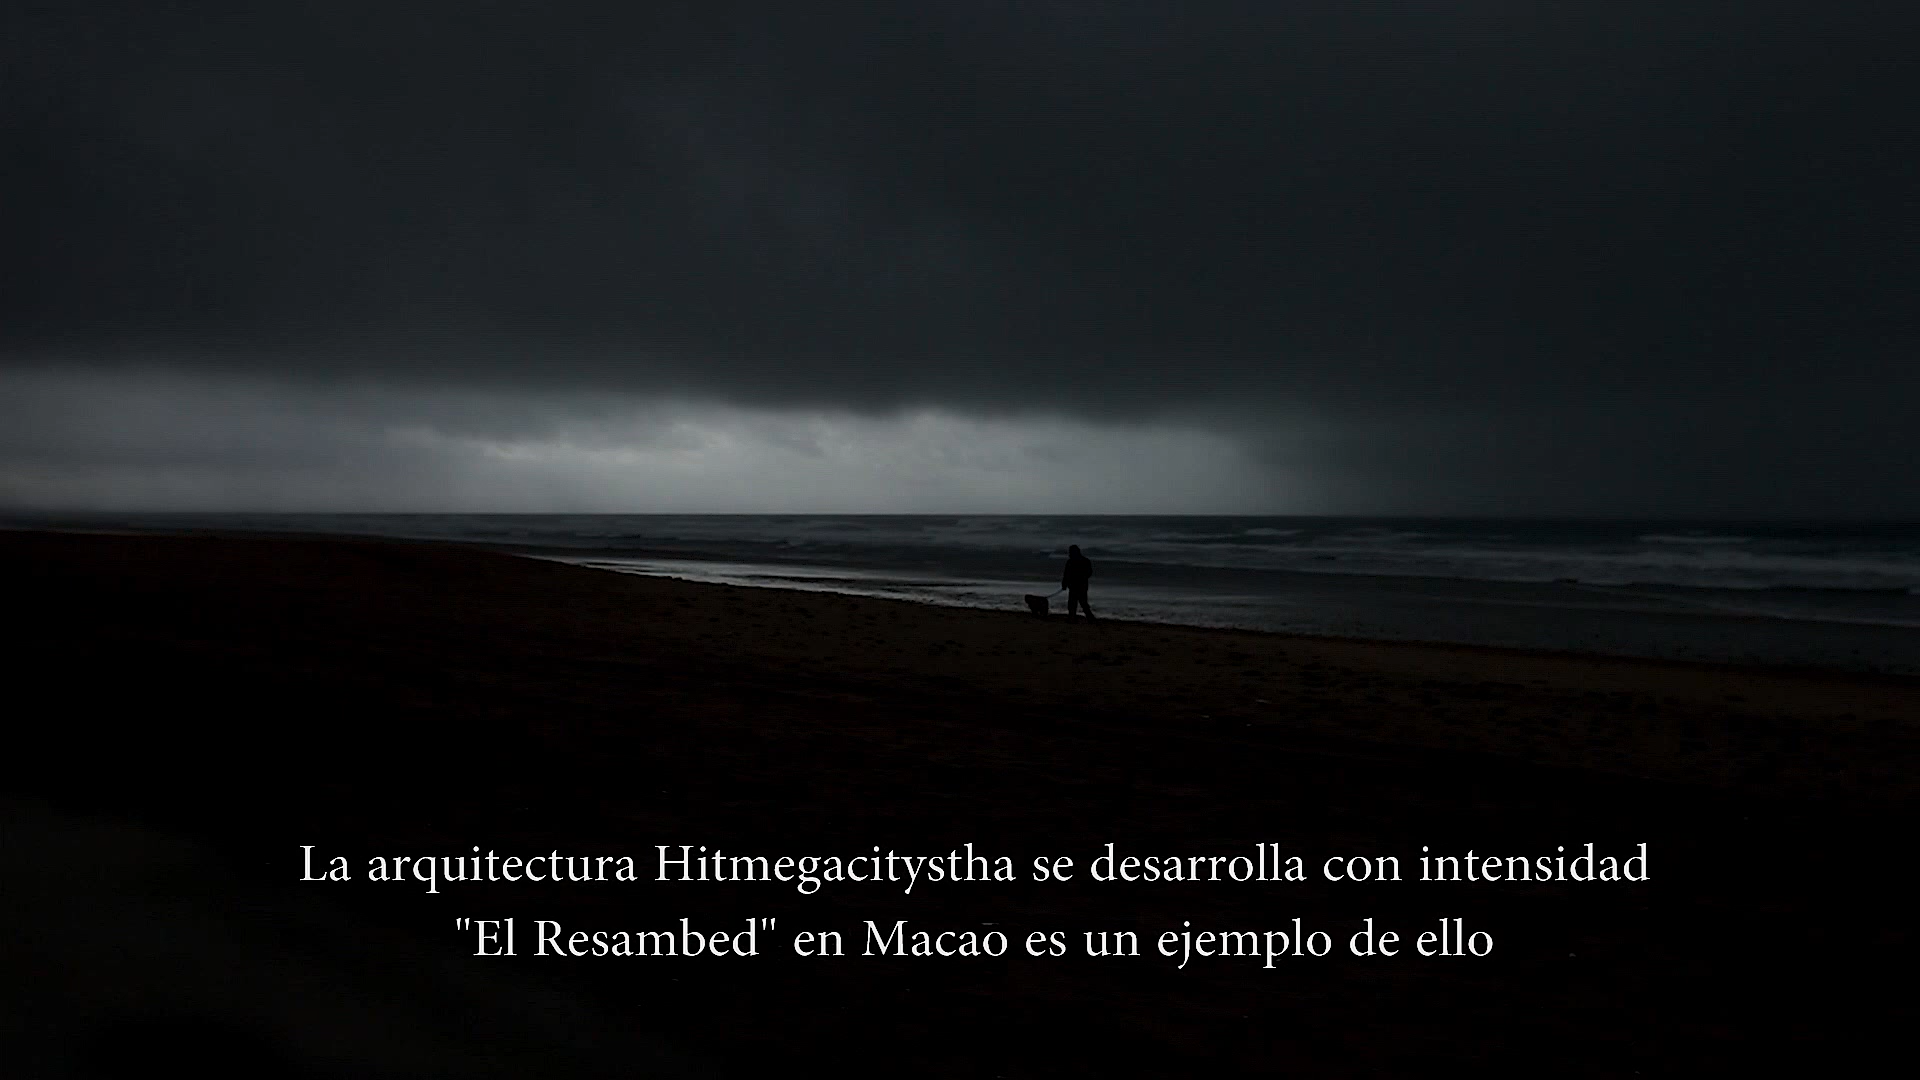 La arquitectura Hitmegacitystha se desarrolla con intensidad
"El Resambed" en Macao es un ejemplo de ello